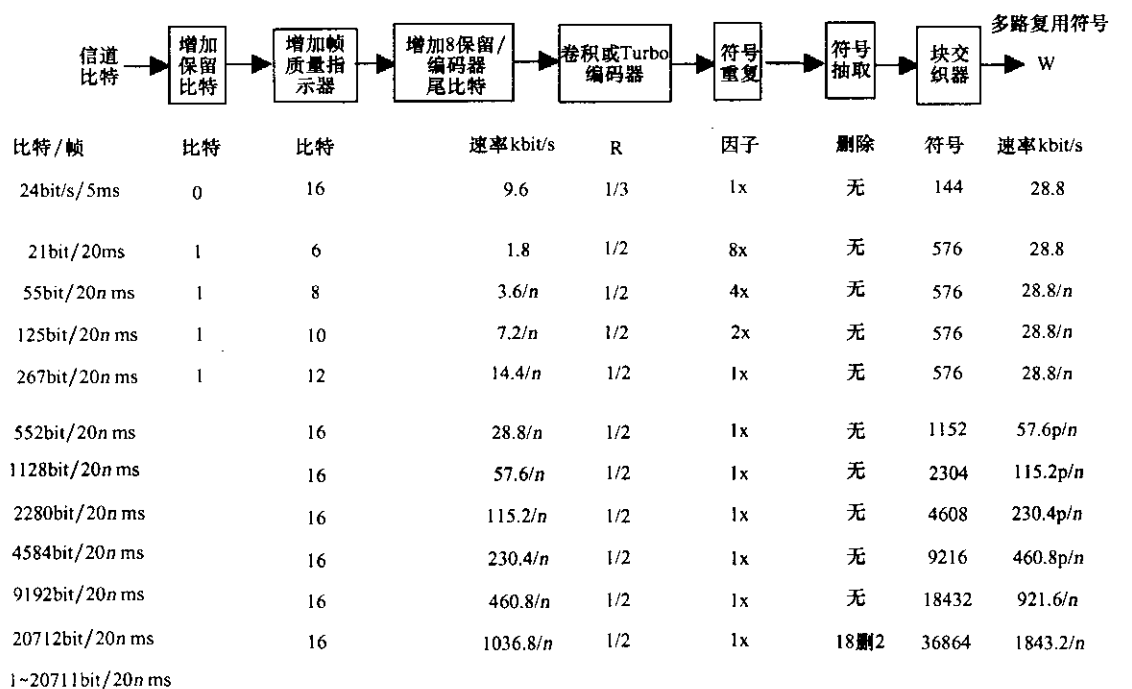 多路复用符号
信道
比特
增加
保留
比特
增加帧
质量指
示器
增加8保留/
编码器
尾比特
卷积或Turbo
编码器
符号
重复
符号
抽取
块交
织器
W
比特/帧 比特 比特 速率kbit/s R 因子 删除 符号 速率kbit/s
24bit/s/5ms 0 16 9.6 1/3 1x 无 144 28.8
21bit/20ms 1 6 1.8 1/2 8x 无 576 28.8
55bit/20n ms 1 8 3.6/n 1/2 4x 无 576 28.8/n
125bit/20n ms 1 10 7.2/n 1/2 2x 无 576 28.8/n
267bit/20n ms 1 12 14.4/n 1/2 1x 无 576 28.8/n
552bit/20n ms 16 28.8/n 1/2 1x 无 1152 57.6p/n
1128bit/20n ms 16 57.6/n 1/2 1x 无 2304 115.2p/n
2280bit/20n ms 16 115.2/n 1/2 1x 无 4608 230.4p/n
4584bit/20n ms 16 230.4/n 1/2 1x 无 9216 460.8p/n
9192bit/20n ms 16 460.8/n 1/2 1x 无 18432 921.6/n
20712bit/20n ms 16 1036.8/n 1/2 1x 18删2 36864 1843.2/n
1~20711bit/20n ms